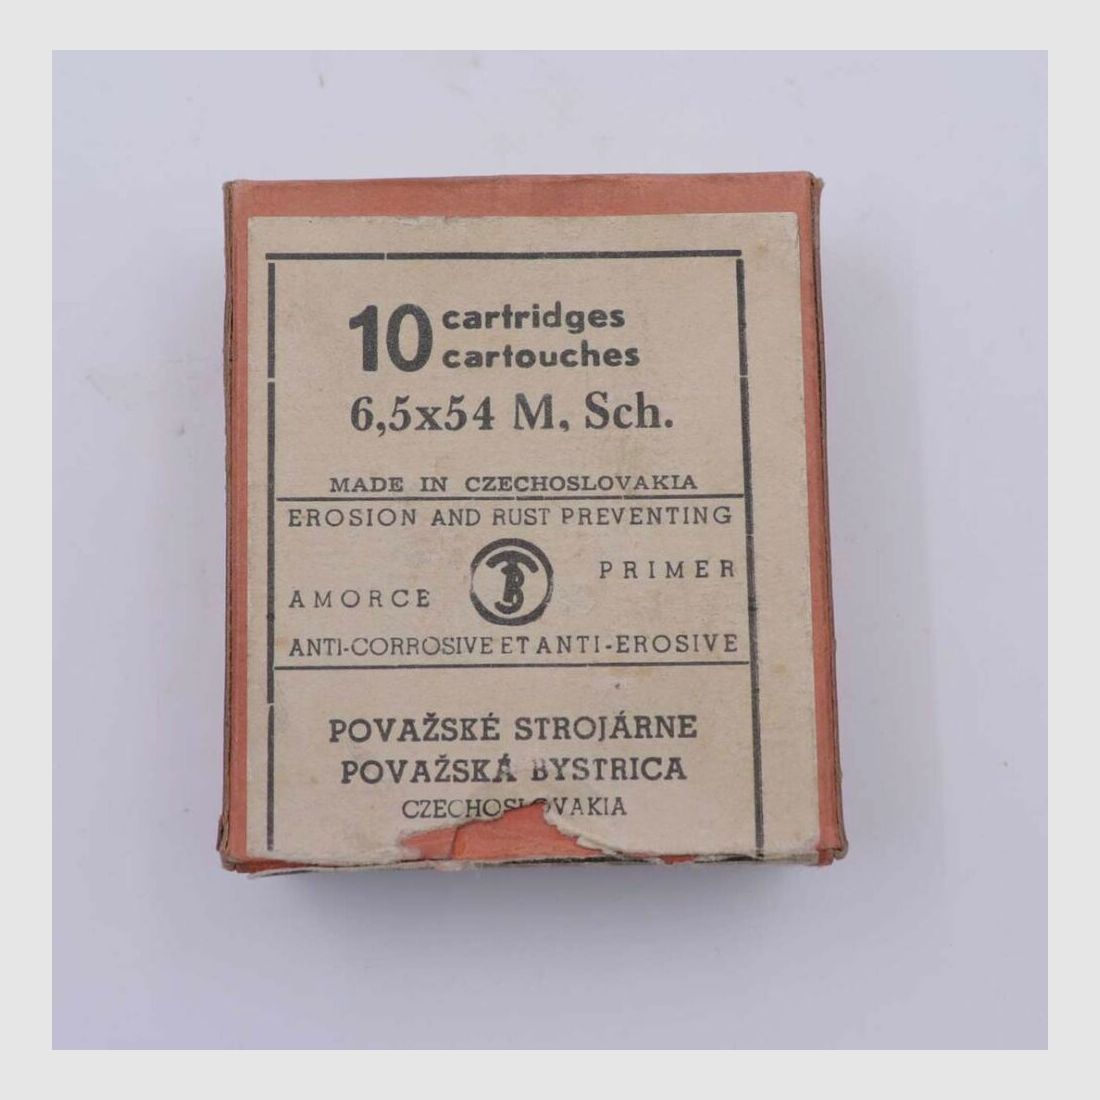 10 cartridges
cartouches
6,5x54 M. Sch.
MADE IN CZECHOSLOVAKIA
EROSION AND RUST PREVENTING
PRIMER
AMORCE
ANTI-CORROSIVE ET ANTI-EROSIVE
POVAŽSKÉ STROJÁRNE
POVAŽSKÁ BYSTRICA
CZECHOSLOVAKIA